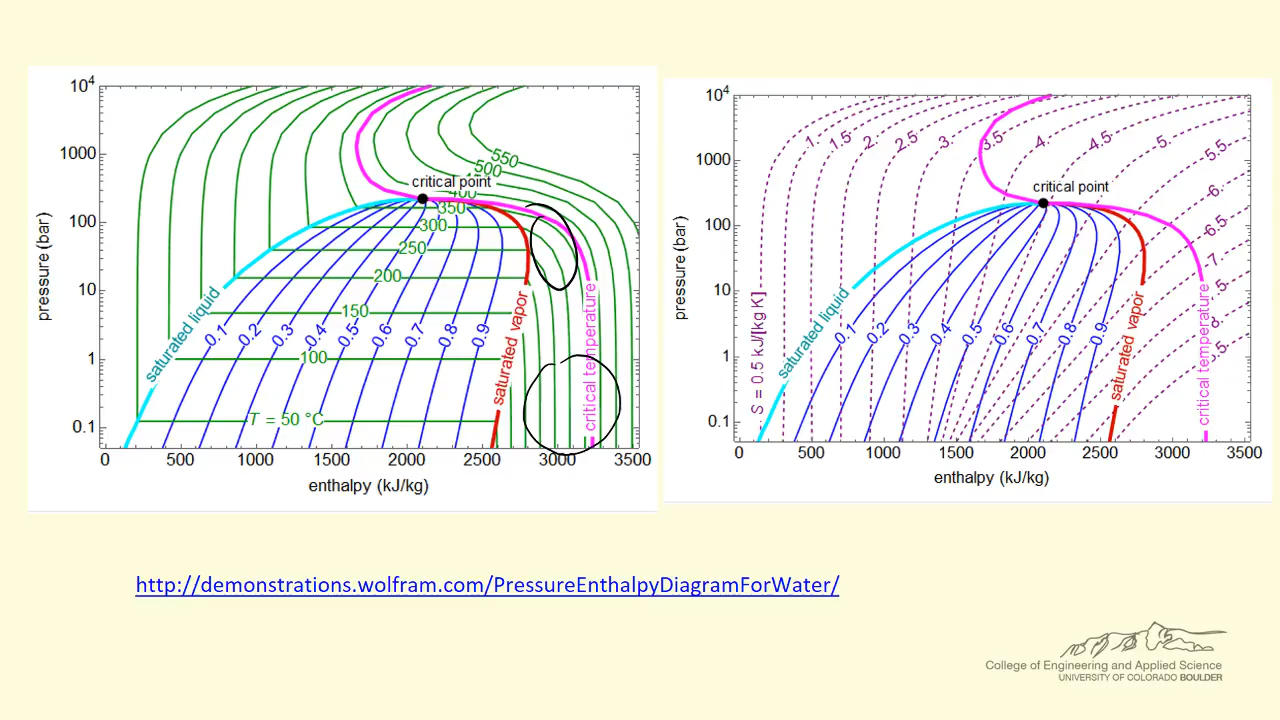 10^4
1000
100
10
1
0.1
pressure (bar)
0 500 1000 1500 2000 2500 3000 3500
enthalpy (kJ/kg)
critical point
550
500
350
300
250
200
150
100
T = 50 °C
saturated liquid
0.1 0.2 0.3 0.4 0.5 0.6 0.7 0.8 0.9
saturated vapor
critical temperature
10^4
1000
100
10
1
0.1
pressure (bar)
0 500 1000 1500 2000 2500 3000 3500
enthalpy (kJ/kg)
critical point
S = 0.5 kJ/[kg K]
1. 1.5 2. 2.5 3. 3.5 4. 4.5 5. 5.5
6.
6.5
7
.5
8
.5
saturated liquid
0.1 0.2 0.3 0.4 0.5 0.6 0.7 0.8 0.9
saturated vapor
critical temperature
http://demonstrations.wolfram.com/PressureEnthalpyDiagramForWater/
College of Engineering and Applied Science
UNIVERSITY OF COLORADO BOULDER